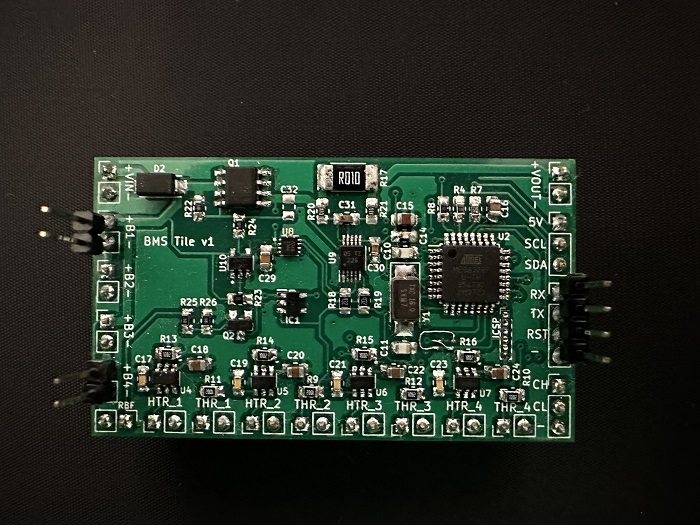 +VIN-
D2
Q1
R010
R17
+VOUT-
R22
C32
R20
C31
R21
C15
R8
R4
R7
C16
+B1-
BMS Tile v1
R24
U8
C10
C14
U2
5V
SCL
SDA
U10
C29
U9
C30
+B2-
R23
R18
R19
Y1
RX
TX
RST
ICSP
R25
R26
IC1
+B3-
Q2
R13
C18
R14
C20
R15
C11
C22
R16
C24
C17
C19
C21
C23
R10
+B4-
U4
R11
U5
R9
U6
R12
U7
CH
HTR_1
THR_1
HTR_2
THR_2
HTR_3
THR_3
HTR_4
THR_4
CL
RBF
-